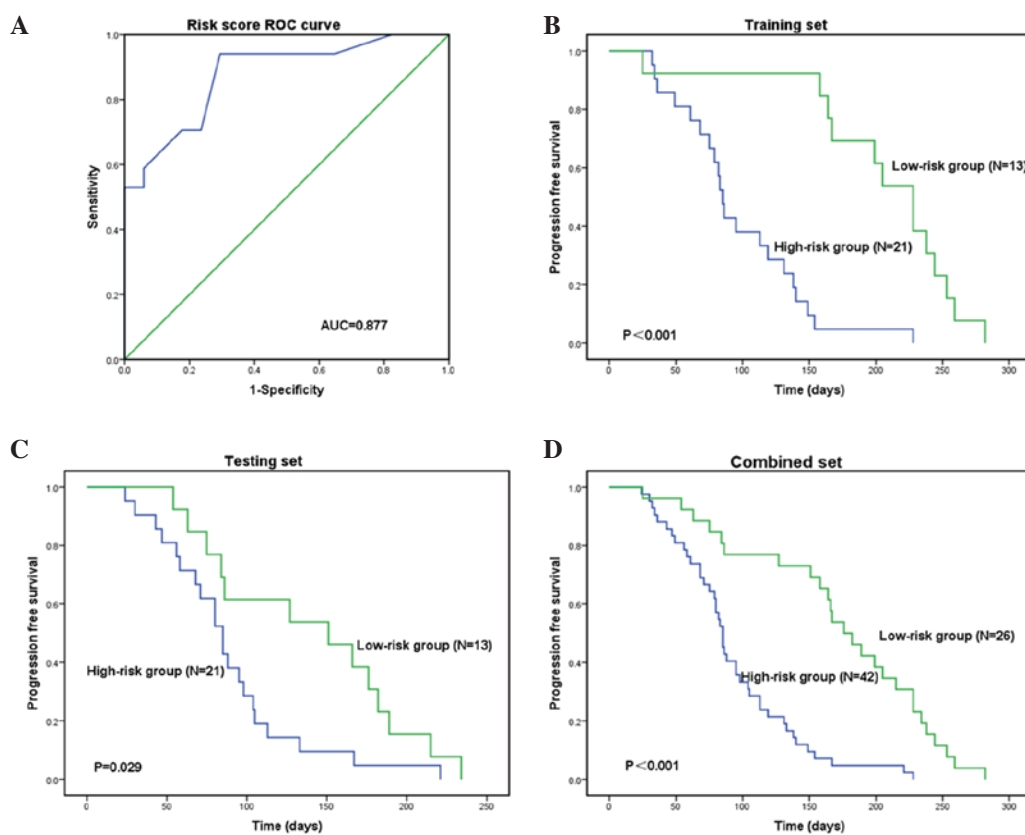 A
Risk score ROC curve
1.0
0.8
0.6
0.4
0.2
0.0
Sensitivity
AUC=0.877
0.0 0.2 0.4 0.6 0.8 1.0
1-Specificity
B
Training set
1.0
0.8
0.6
0.4
0.2
0.0
Progression free survival
Low-risk group (N=13)
High-risk group (N=21)
P<0.001
0 50 100 150 200 250 300
Time (days)
C
Testing set
1.0
0.8
0.6
0.4
0.2
0.0
Progression free survival
Low-risk group (N=13)
High-risk group (N=21)
P=0.029
0 50 100 150 200 250
Time (days)
D
Combined set
1.0
0.8
0.6
0.4
0.2
0.0
Progression free survival
Low-risk group (N=26)
High-risk group (N=42)
P<0.001
0 50 100 150 200 250 300
Time (days)